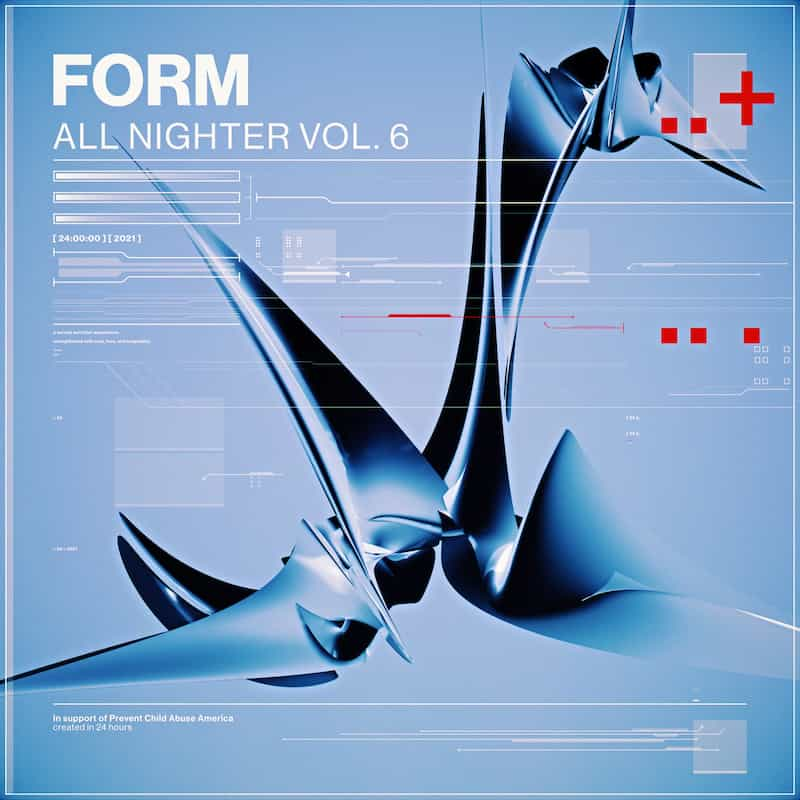 FORM
ALL NIGHTER VOL. 6
[ 24:00:00 ] [ 2021 ]
In support of Prevent Child Abuse America
created in 24 hours